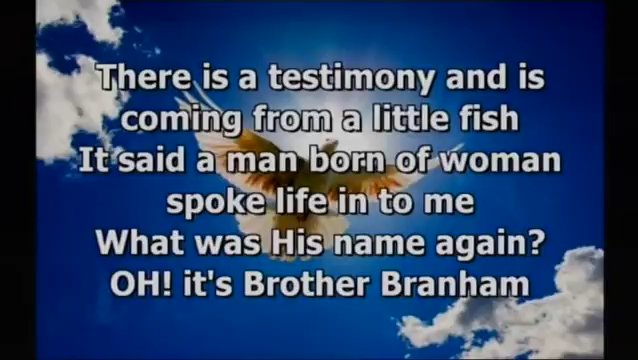 There is a testimony and is
coming from a little fish
It said a man born of woman
spoke life in to me
What was His name again?
OH! it's Brother Branham